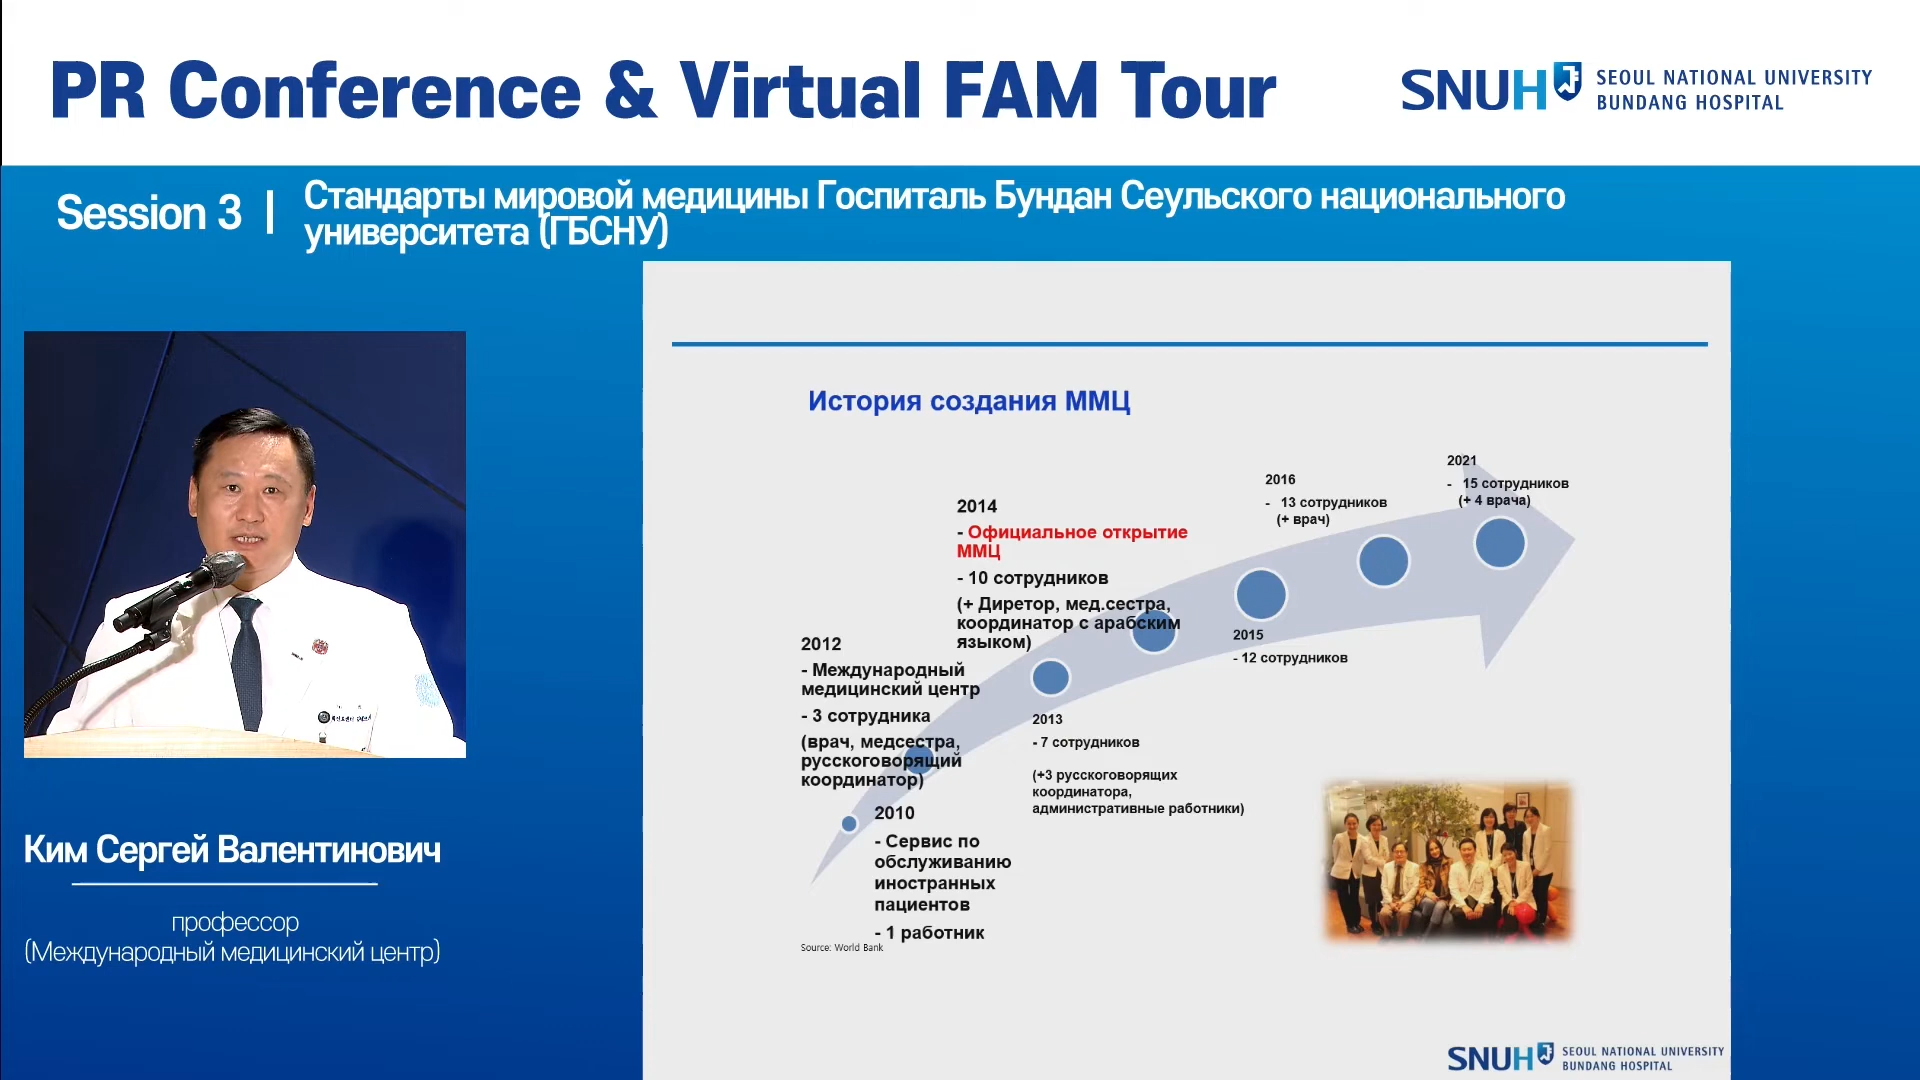 PR Conference & Virtual FAM Tour
SNUH
SEOUL NATIONAL UNIVERSITY
BUNDANG HOSPITAL
Session 3 |
Стандарты мировой медицины Госпиталь Бундан Сеульского национального
университета (ГБСНУ)
История создания ММЦ
2021
- 15 сотрудников
(+ 4 врача)
2016
- 13 сотрудников
(+ врач)
2014
- Официальное открытие
ММЦ
- 10 сотрудников
(+ Диретор, мед.сестра,
координатор с арабским
языком)
2015
- 12 сотрудников
2012
- Международный
медицинский центр
- 3 сотрудника
(врач, медсестра,
русскоговорящий
координатор)
2013
- 7 сотрудников
(+3 русскоговорящих
координатора,
административные работники)
2010
- Сервис по
обслуживанию
иностранных
пациентов
- 1 работник
Source: World Bank
Ким Сергей Валентинович
профессор
(Международный медицинский центр)
SNUH
SEOUL NATIONAL UNIVERSITY
BUNDANG HOSPITAL